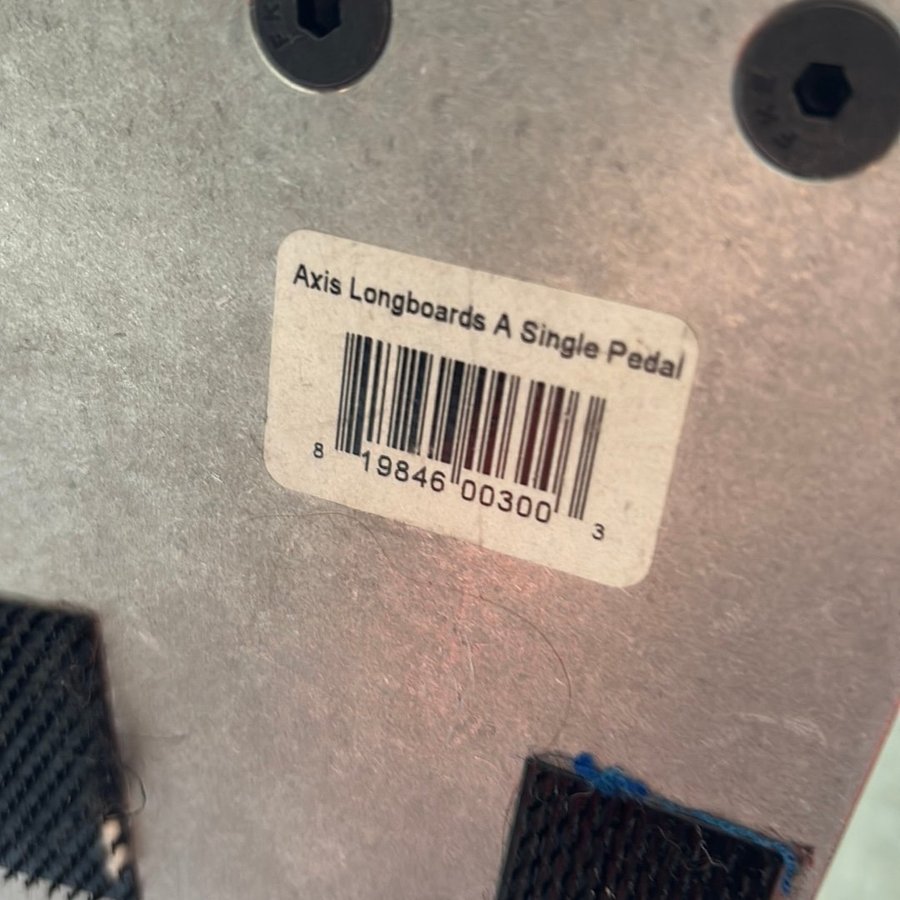 Axis Longboards A Single Pedal
8 19846 00300 3